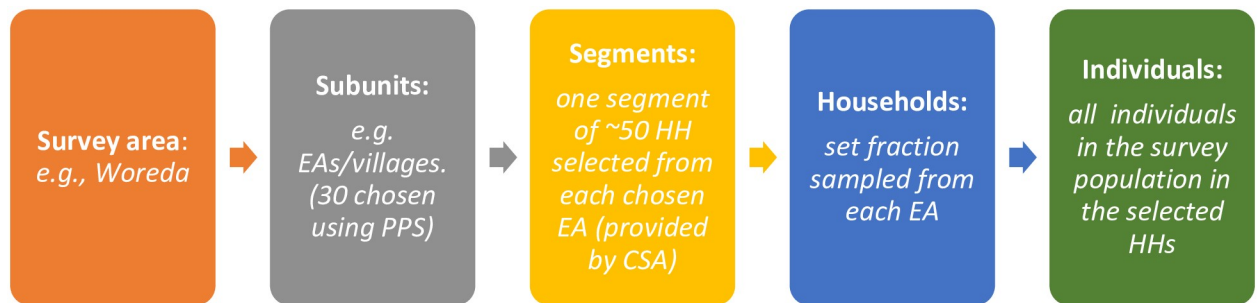 Survey area:
e.g., Woreda
Subunits:
e.g.
EAs/villages.
(30 chosen
using PPS)
Segments:
one segment
of ~50 HH
selected from
each chosen
EA (provided
by CSA)
Households:
set fraction
sampled from
each EA
Individuals:
all individuals
in the survey
population in
the selected
HHs